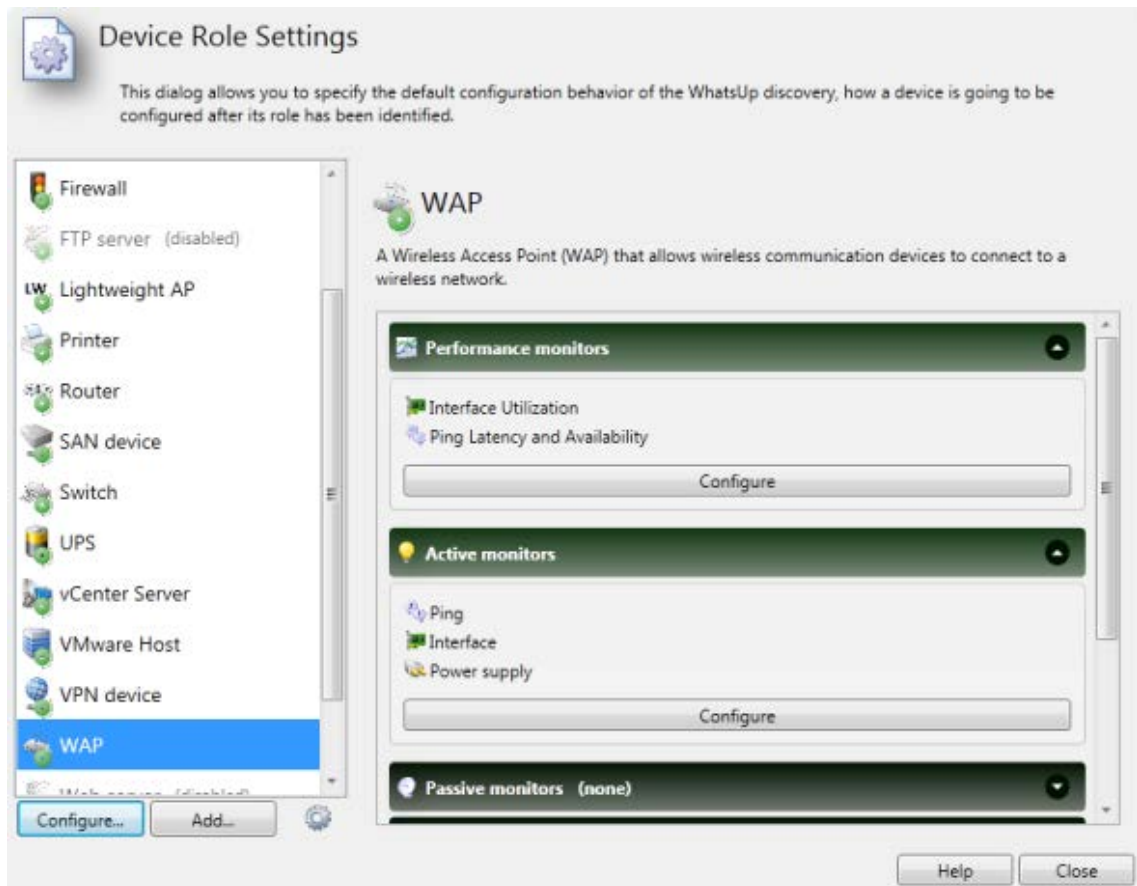 Device Role Settings
This dialog allows you to specify the default configuration behavior of the WhatsUp discovery, how a device is going to be
configured after its role has been identified.
Firewall
FTP server (disabled)
Lightweight AP
Printer
Router
SAN device
Switch
UPS
vCenter Server
VMware Host
VPN device
WAP
Configure...
Add...
WAP
A Wireless Access Point (WAP) that allows wireless communication devices to connect to a
wireless network.
Performance monitors
Interface Utilization
Ping Latency and Availability
Configure
Active monitors
Ping
Interface
Power supply
Configure
Passive monitors (none)
Help
Close